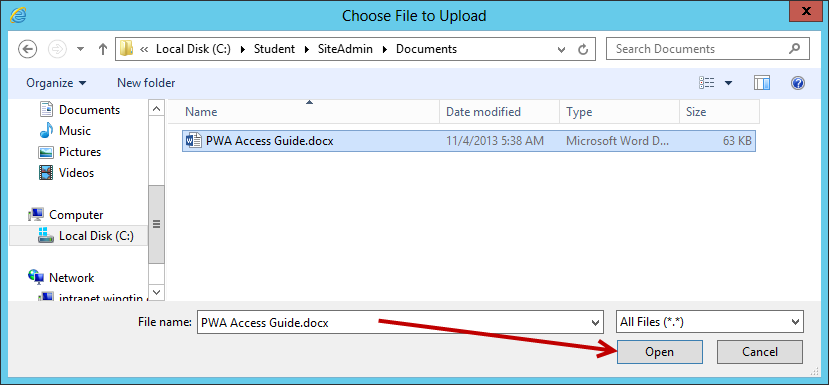 Choose File to Upload
« Local Disk (C:) Student SiteAdmin Documents Search Documents
Organize New folder
Name Date modified Type Size
PWA Access Guide.docx 11/4/2013 5:38 AM Microsoft Word D... 63 KB
Documents
Music
Pictures
Videos
Computer
Local Disk (C:)
Network
intranet.wingtip
File name: PWA Access Guide.docx All Files (*.*)
Open Cancel